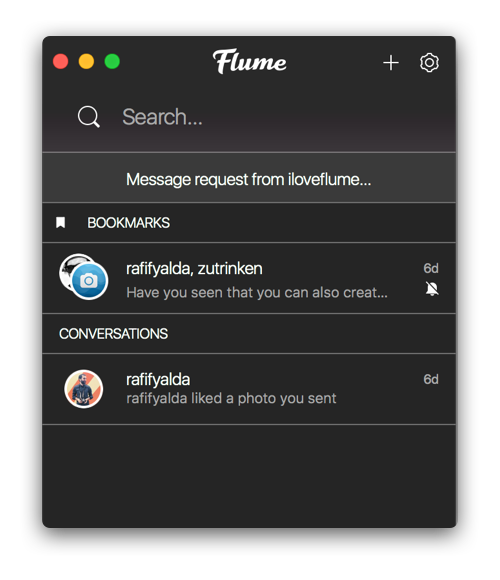 Flume
Search...
Message request from iloveflume...
BOOKMARKS
rafifyalda, zutrinken
6d
Have you seen that you can also creat...
CONVERSATIONS
rafifyalda
6d
rafifyalda liked a photo you sent